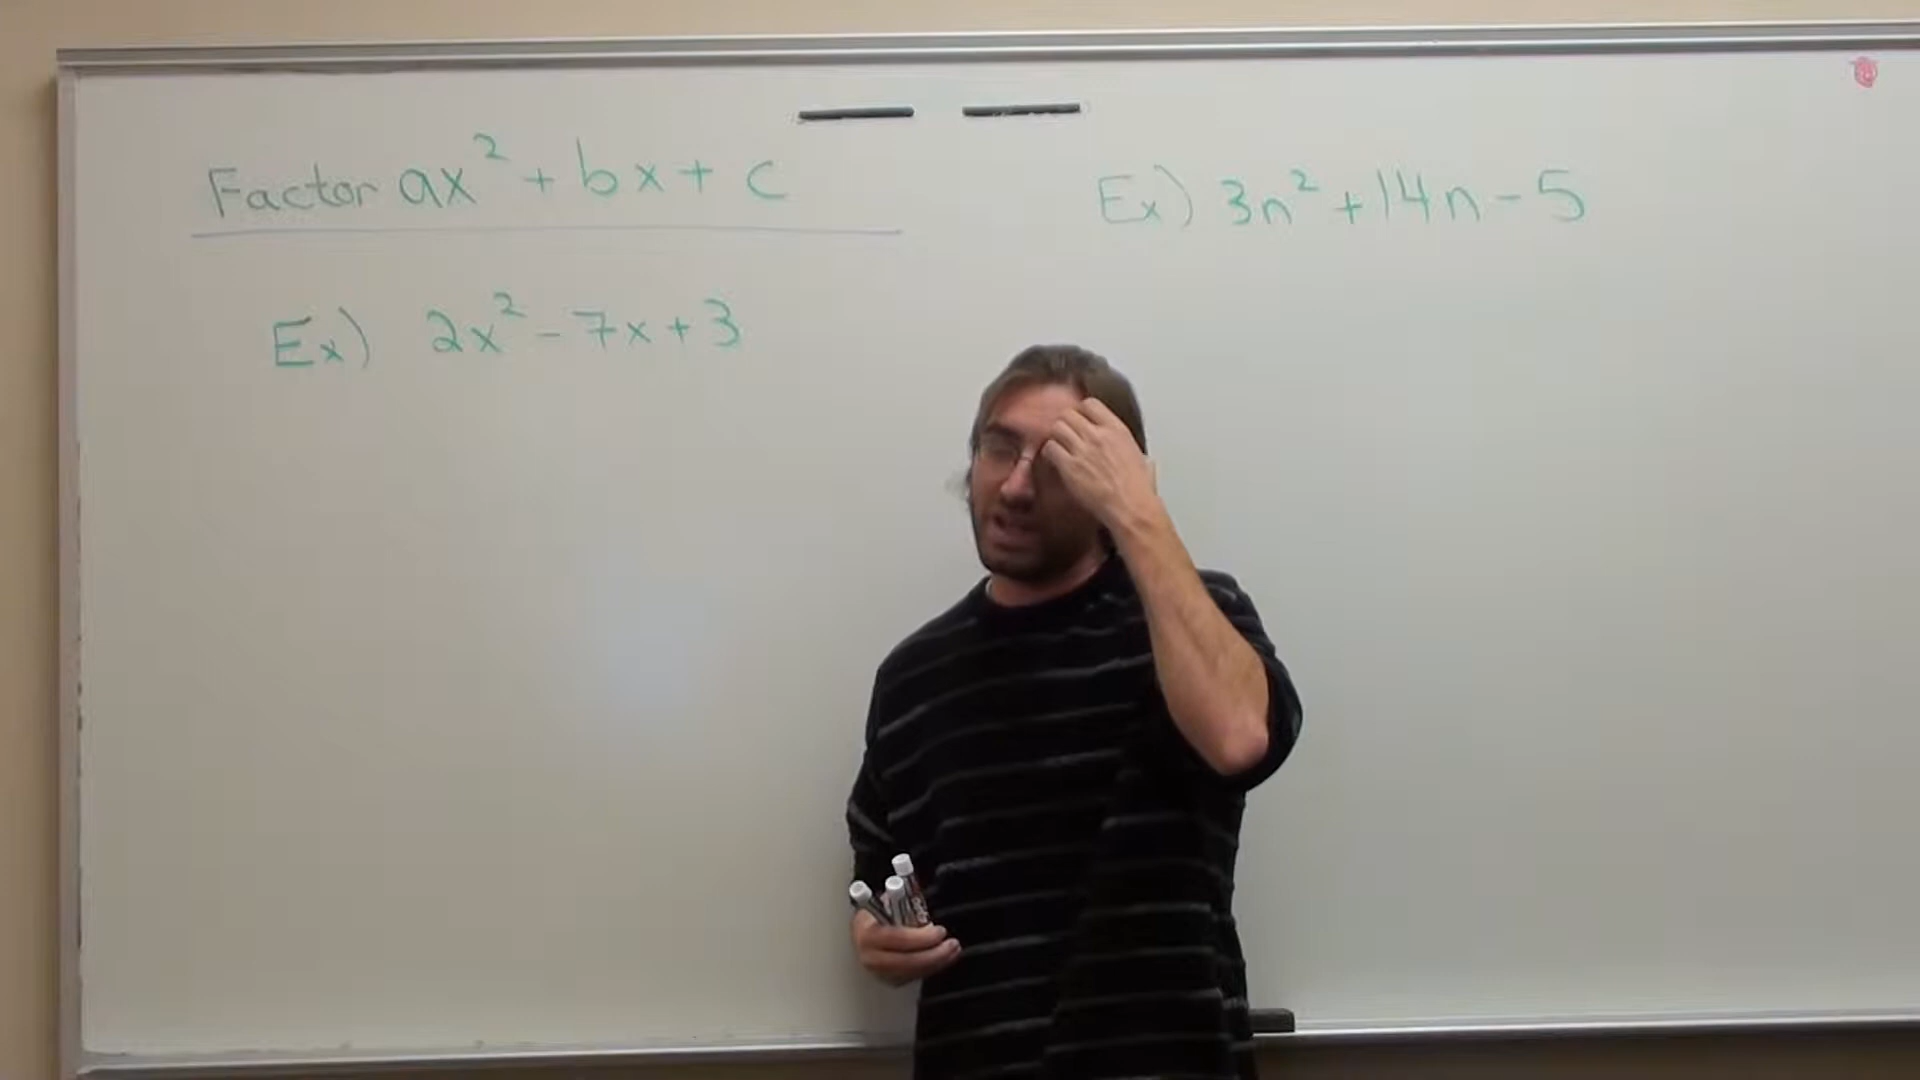 Factor ax² + bx + c
Ex) 2x² - 7x + 3
Ex) 3n² + 14n - 5